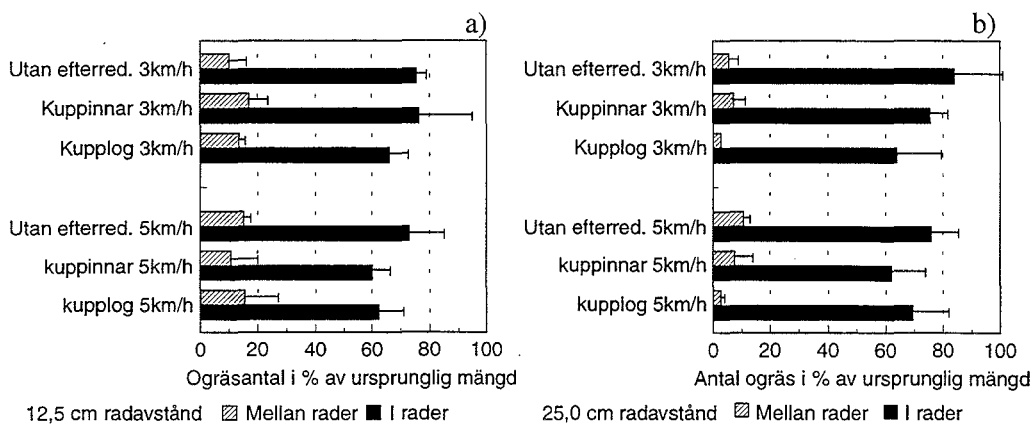 a)
Utan efterred. 3km/h
Kuppinnar 3km/h
Kupplog 3km/h
Utan efterred. 5km/h
kuppinnar 5km/h
kupplog 5km/h
0 20 40 60 80 100
Ogräsantal i % av ursprunglig mängd
12,5 cm radavstånd Mellan rader I rader
b)
Utan efterred. 3km/h
Kuppinnar 3km/h
Kupplog 3km/h
Utan efterred. 5km/h
kuppinnar 5km/h
kupplog 5km/h
0 20 40 60 80 100
Antal ogräs i % av ursprunglig mängd
25,0 cm radavstånd Mellan rader I rader